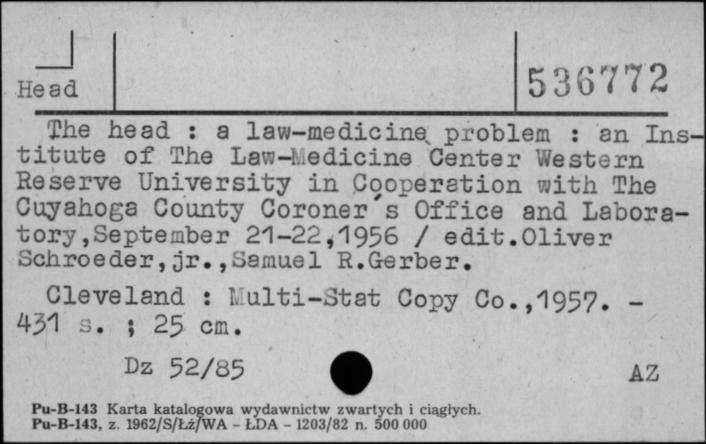 Head
536772
The head : a law-medicine problem : an Ins-
titute of The Law-Medicine Center Western
Reserve University in Cooperation with The
Cuyahoga County Coroner's Office and Labora-
tory,September 21-22,1956 / edit.Oliver
Schroeder,jr.,Samuel R.Gerber.
Cleveland : Multi-Stat Copy Co.,1957. -
431 s. ; 25 cm.
Dz 52/85
AZ
Pu-B-143 Karta katalogowa wydawnictw zwartych i ciągłych.
Pu-B-143, z. 1962/S/Łź/WA - ŁDA - 1203/82 n. 500 000